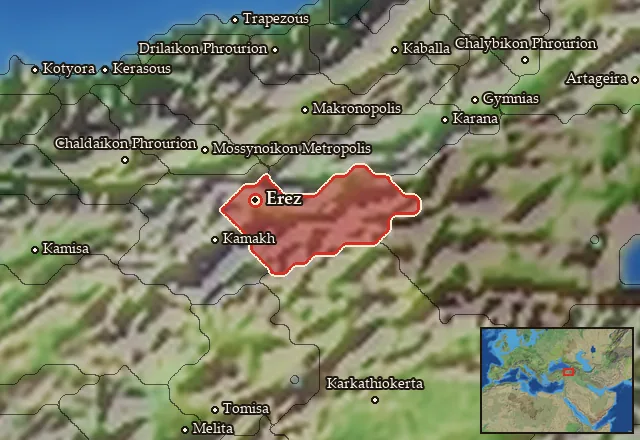 Trapezous
Drilaikon Phrourion
Kaballa
Chalybikon Phrourion
Kotyora
Kerasous
Artageira
Gymnias
Makronopolis
Karana
Chaldaikon Phrourion
Mossynoikon Metropolis
Erez
Kamakh
Kamisa
Karkathiokerta
Tomisa
Melita